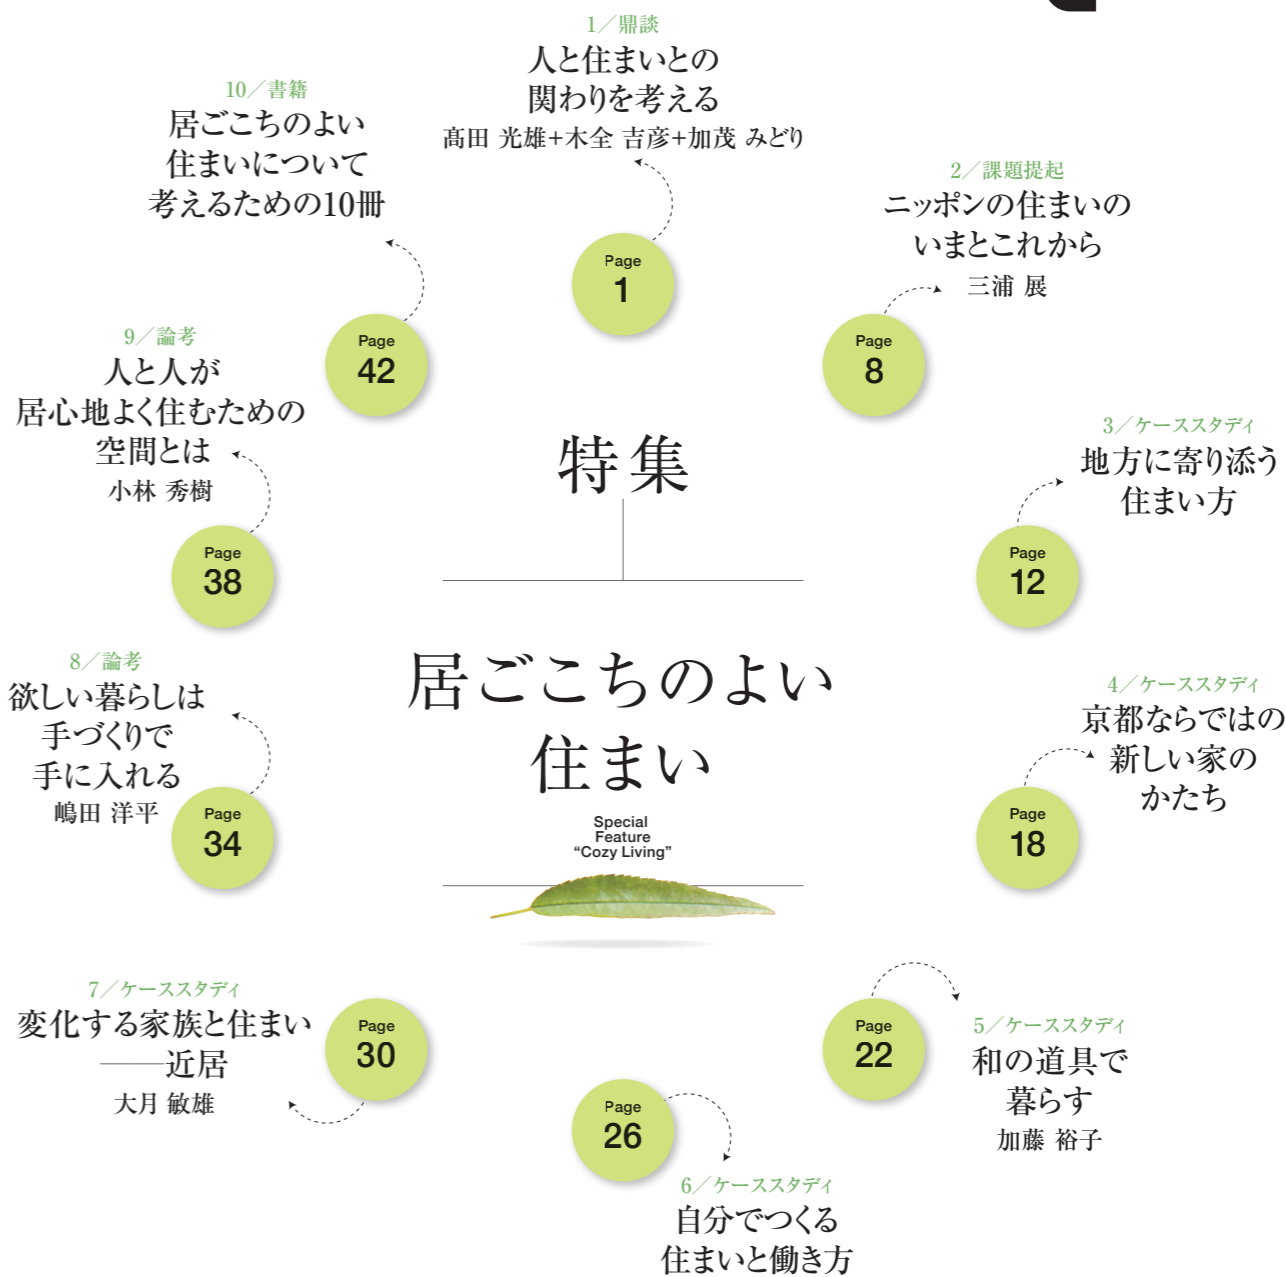 特集
居ごこちのよい
住まい
Special
Feature
“Cozy Living”
1／鼎談
人と住まいとの
関わりを考える
髙田 光雄+木全 吉彦+加茂 みどり
Page
1
2／課題提起
ニッポンの住まいの
いまとこれから
三浦 展
Page
8
3／ケーススタディ
地方に寄り添う
住まい方
Page
12
4／ケーススタディ
京都ならではの
新しい家の
かたち
Page
18
5／ケーススタディ
和の道具で
暮らす
加藤 裕子
Page
22
6／ケーススタディ
自分でつくる
住まいと働き方
Page
26
7／ケーススタディ
変化する家族と住まい
──近居
大月 敏雄
Page
30
8／論考
欲しい暮らしは
手づくりで
手に入れる
嶋田 洋平
Page
34
9／論考
人と人が
居心地よく住むための
空間とは
小林 秀樹
Page
38
10／書籍
居ごこちのよい
住まいについて
考えるための10冊
Page
42